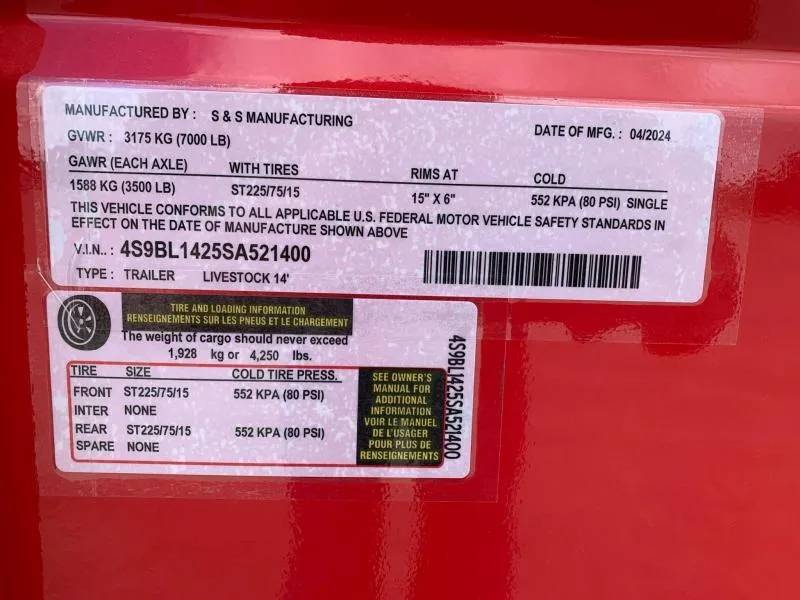 MANUFACTURED BY : S & S MANUFACTURING
GVWR : 3175 KG (7000 LB)
DATE OF MFG. : 04/2024
GAWR (EACH AXLE) WITH TIRES RIMS AT COLD
1588 KG (3500 LB) ST225/75/15 15" X 6" 552 KPA (80 PSI) SINGLE
THIS VEHICLE CONFORMS TO ALL APPLICABLE U.S. FEDERAL MOTOR VEHICLE SAFETY STANDARDS IN
EFFECT ON THE DATE OF MANUFACTURE SHOWN ABOVE
V.I.N.. : 4S9BL1425SA521400
TYPE : TRAILER LIVESTOCK 14'
TIRE AND LOADING INFORMATION
RENSEIGNEMENTS SUR LES PNEUS ET LE CHARGEMENT
The weight of cargo should never exceed
1,928 kg or 4,250 lbs.
TIRE SIZE COLD TIRE PRESS.
FRONT ST225/75/15 552 KPA (80 PSI)
INTER NONE
REAR ST225/75/15 552 KPA (80 PSI)
SPARE NONE
SEE OWNER'S
MANUAL FOR
ADDITIONAL
INFORMATION
VOIR LE MANUEL
DE L'USAGER
POUR PLUS DE
RENSEIGNEMENTS
4S9BL1425SA521400